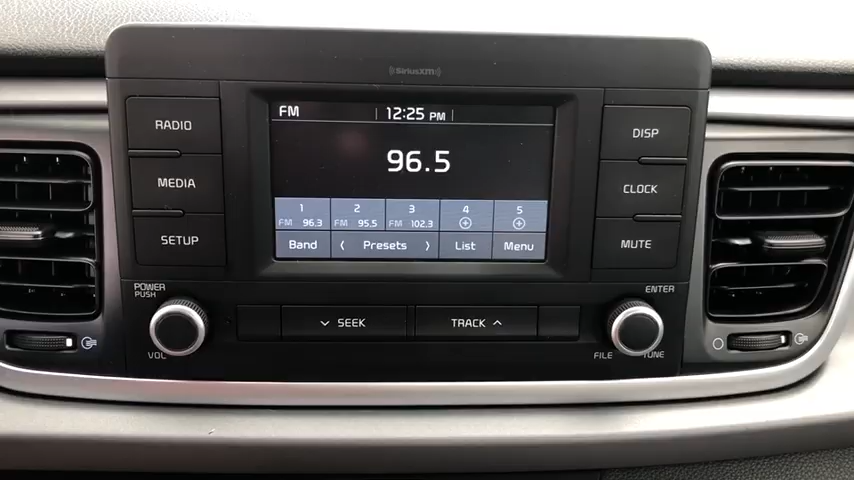 SiriusXM
RADIO
MEDIA
SETUP
FM 12:25 PM
96.5
1 2 3 4 5
FM 96.3 FM 95.5 FM 102.3
Band Presets List Menu
DISP
CLOCK
MUTE
POWER
PUSH
VOL
SEEK
TRACK
ENTER
FILE TUNE